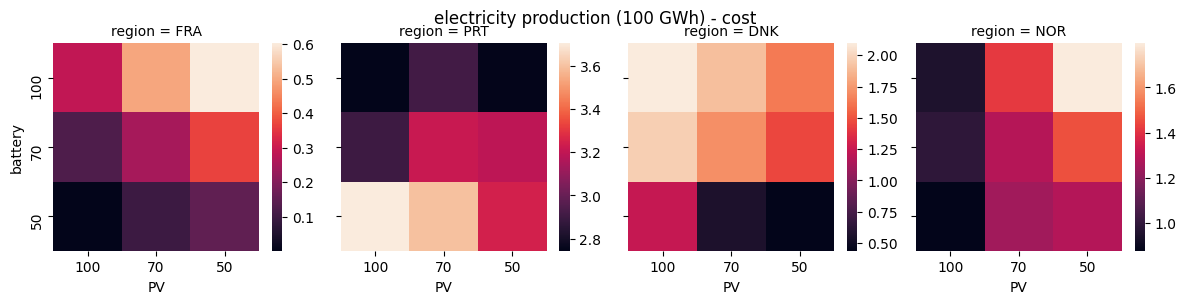 electricity production (100 GWh) - cost
region = FRA
region = PRT
region = DNK
region = NOR
battery
100
70
50
100 70 50
PV
0.6
0.5
0.4
0.3
0.2
0.1
100 70 50
PV
3.6
3.4
3.2
3.0
2.8
100 70 50
PV
2.00
1.75
1.50
1.25
1.00
0.75
0.50
100 70 50
PV
1.6
1.4
1.2
1.0